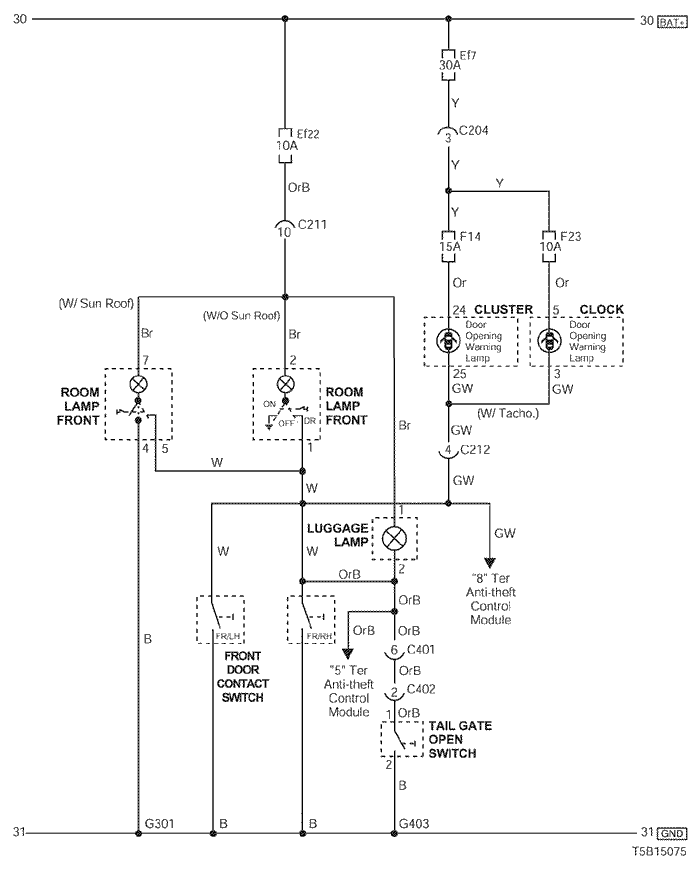 30
30 BAT+
Ef7
30A
Y
C204
3
Ef22
10A
Y
Y
OrB
Y
C211
10
F14
15A
F23
10A
Or
Or
(W/ Sun Roof)
(W/O Sun Roof)
24 CLUSTER
5 CLOCK
Door
Opening
Warning
Lamp
Door
Opening
Warning
Lamp
Br
Br
7
2
25
3
GW
GW
ROOM
LAMP
FRONT
ON
OFF
DR
ROOM
LAMP
FRONT
(W/ Tacho.)
Br
GW
4 5
1
4 C212
W
GW
W
1
LUGGAGE
LAMP
GW
W
W
2
OrB
"8" Ter
Anti-theft
Control
Module
OrB
FR/LH
FR/RH
B
OrB
OrB
6 C401
FRONT
DOOR
CONTACT
SWITCH
"5" Ter
Anti-theft
Control
Module
OrB
2 C402
1 OrB
TAIL GATE
OPEN
SWITCH
2
B
G301
B
B
G403
31
31 GND
T5B15075